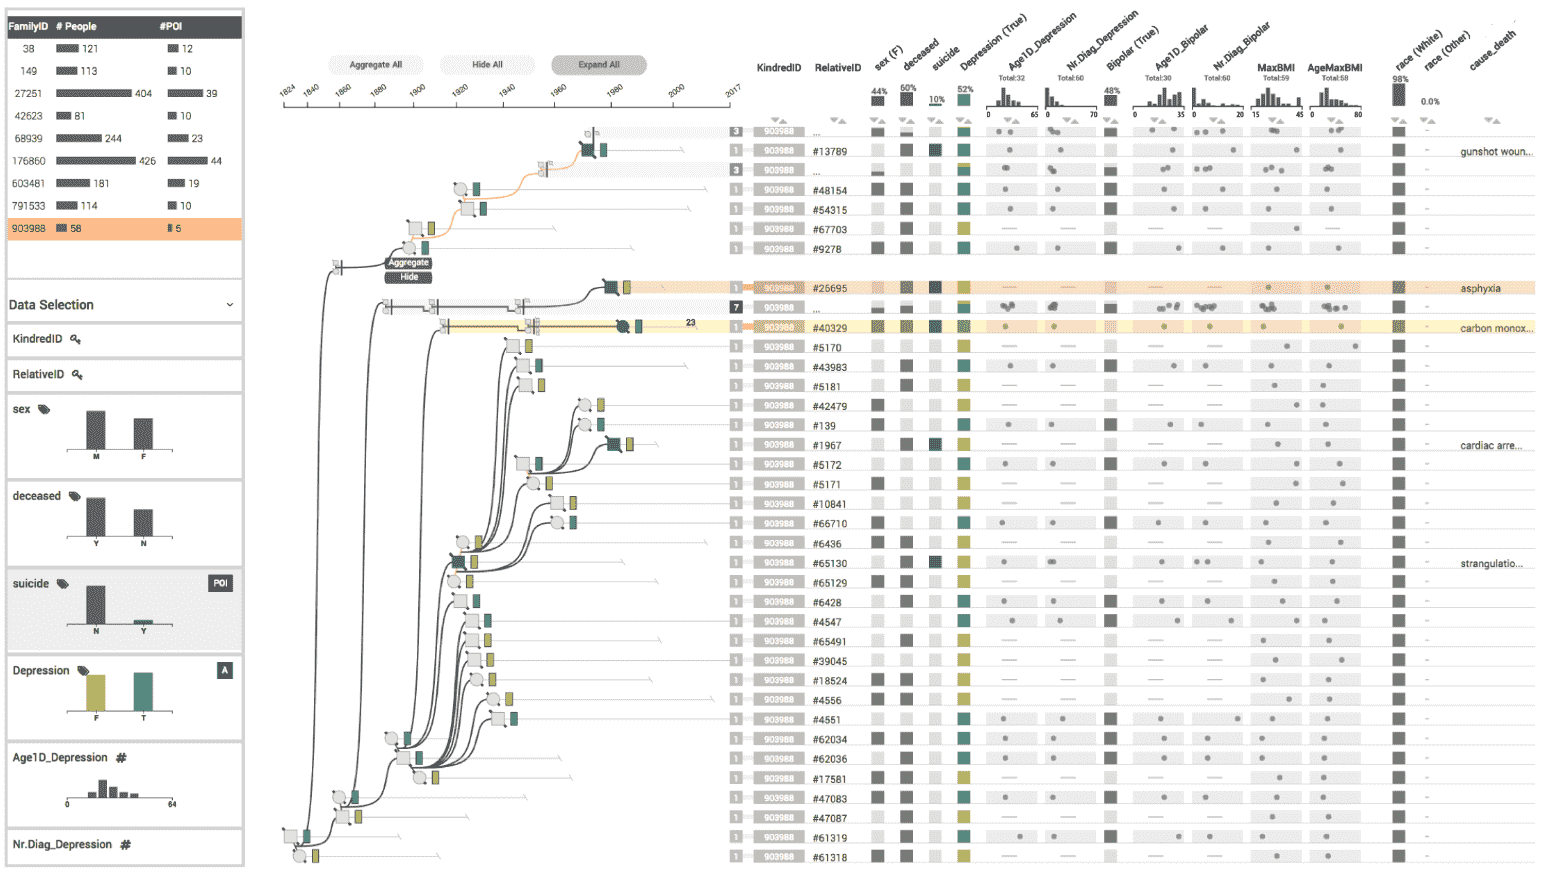 FamilyID # People #POI
38 121 12
149 113 10
27251 404 39
42623 81 10
68939 244 23
176860 426 44
603481 181 19
791533 114 10
903988 58 5
Data Selection
KindredID
RelativeID
sex
M F
deceased
Y N
suicide POI
N Y
Depression A
F T
Age1D_Depression
0 64
Nr.Diag_Depression
Aggregate All Hide All Expand All
1824 1840 1860 1880 1900 1920 1940 1960 1980 2000 2017
Aggregate
Hide
23
KindredID RelativeID sex (F) deceased suicide Depression (True) Age1D_Depression Nr.Diag_Depression Bipolar (True) Age1D_Bipolar Nr.Diag_Bipolar MaxBMI AgeMaxBMI race (White) race (Other) cause_death
Total:32 Total:60 Total:30 Total:60 Total:59 Total:58
44% 60% 10% 52% 48% 98% 0.0%
0 65 0 70 0 35 0 20 15 45 0 80
3 903988 ...
1 903988 #13789 gunshot woun...
3 903988 ...
1 903988 #48154
1 903988 #54315
1 903988 #67703
1 903988 #9278
1 903988 #25695 asphyxia
7 903988 ...
1 903988 #40329 carbon monox...
1 903988 #5170
1 903988 #43983
1 903988 #5181
1 903988 #42479
1 903988 #139
1 903988 #1967 cardiac arre...
1 903988 #5172
1 903988 #5171
1 903988 #10841
1 903988 #66710
1 903988 #6436
1 903988 #65130 strangulatio...
1 903988 #65129
1 903988 #6428
1 903988 #4547
1 903988 #65491
1 903988 #39045
1 903988 #18524
1 903988 #4556
1 903988 #4551
1 903988 #62034
1 903988 #62036
1 903988 #17581
1 903988 #47083
1 903988 #47087
1 903988 #61319
1 903988 #61318